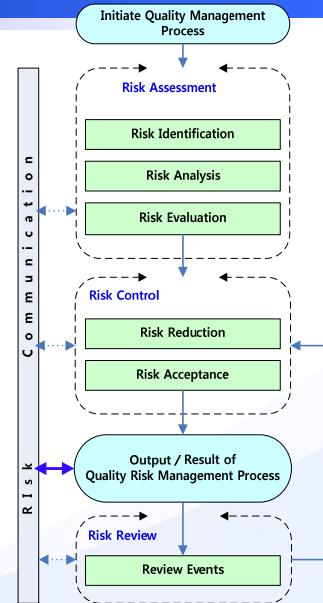 Initiate Quality Management
Process
Risk Assessment
Risk Identification
Risk Analysis
Risk Evaluation
Risk Control
Risk Reduction
Risk Acceptance
Output / Result of
Quality Risk Management Process
Risk Review
Review Events
RIsk Communication